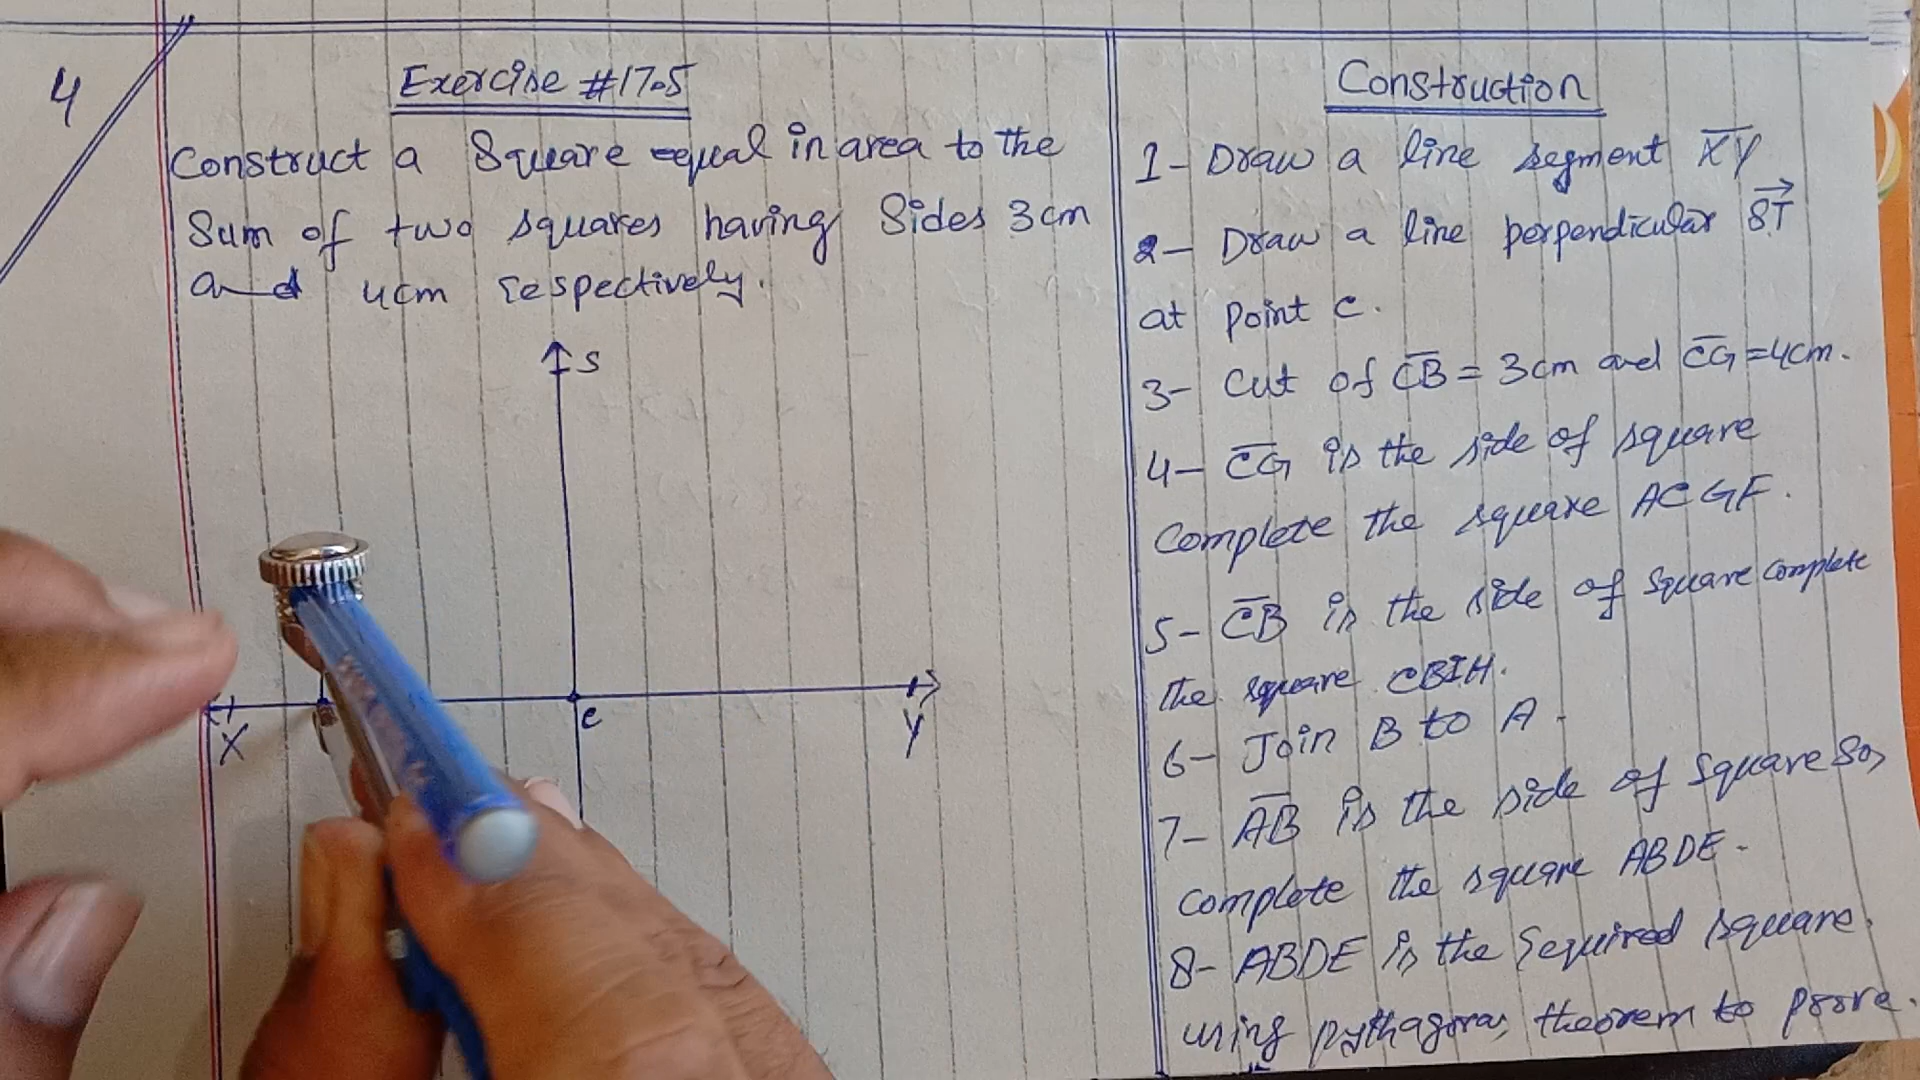 4
Exercise #17.5
Construct a Square equal in area to the
Sum of two squares having Sides 3cm
and 4cm respectively.
S
X
C
Y
Construction
1- Draw a line segment XY
2- Draw a line perpendicular ST
at point C.
3- Cut of CB = 3cm and CG = 4cm.
4- CG is the side of square
Complete the square ACGF.
5- CB is the side of square complete
the square CBIH.
6- Join B to A.
7- AB is the side of square So,
complete the square ABDE.
8- ABDE is the required square.
using pythagoras theorem to prove.